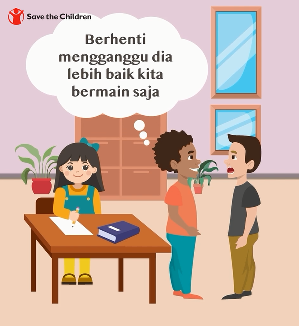 Save the Children
Berhenti
mengganggu dia
lebih baik kita
bermain saja